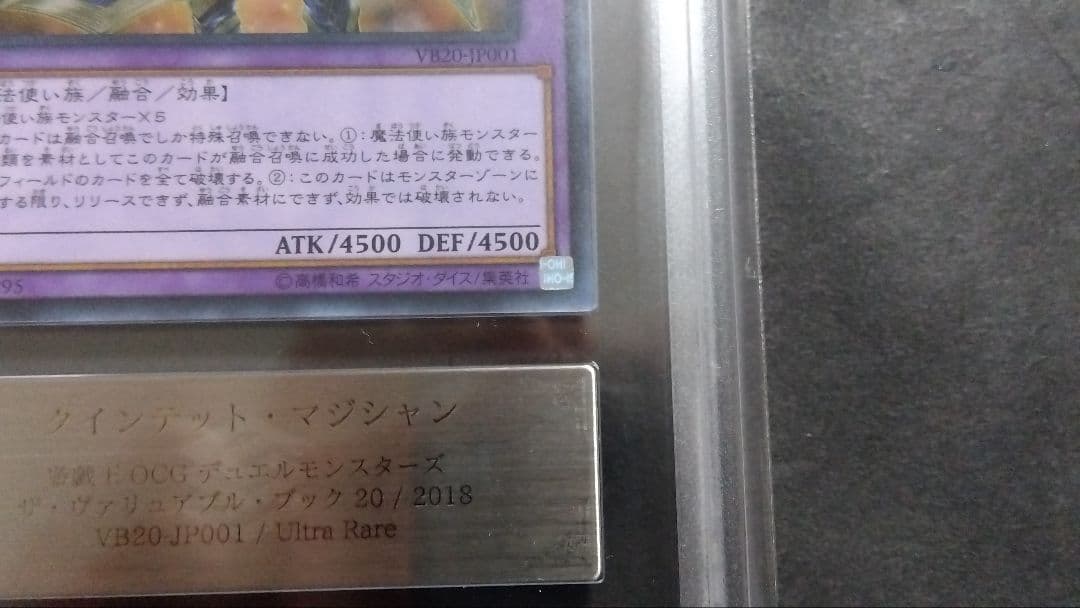 VB20-JP001
法使い族／融合／効果】
使い族モンスター×５
カードは融合召喚でしか特殊召喚できない。①：魔法使い族モンスター
類を素材としてこのカードが融合召喚に成功した場合に発動できる。
フィールドのカードを全て破壊する。②：このカードはモンスターゾーンに
する限り、リリースできず、融合素材にできず、効果では破壊されない。
ATK/4500 DEF/4500
95 ©高橋和希 スタジオ・ダイス/集英社
クインテット・マジシャン
遊戯王OCG デュエルモンスターズ
ザ・ヴァリュアブル・ブック 20 / 2018
VB20-JP001 / Ultra Rare